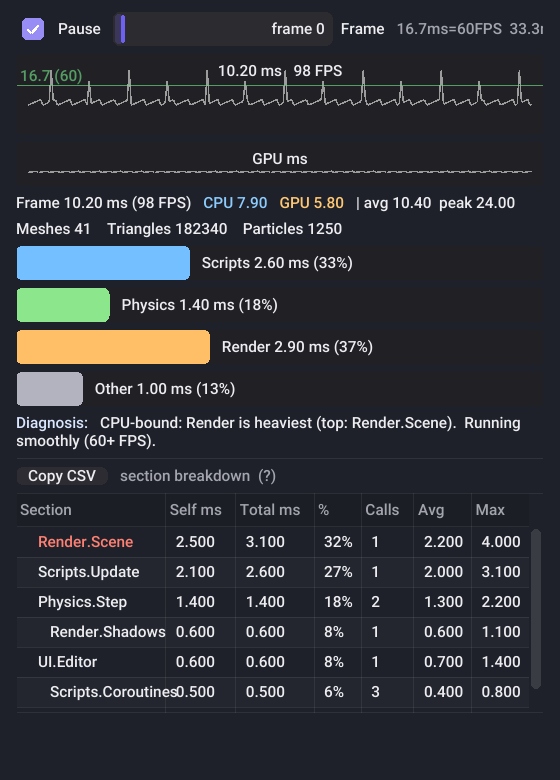 Pause frame 0 Frame 16.7ms=60FPS 33.3
16.7 (60) 10.20 ms 98 FPS
GPU ms
Frame 10.20 ms (98 FPS) CPU 7.90 GPU 5.80 | avg 10.40 peak 24.00
Meshes 41 Triangles 182340 Particles 1250
Scripts 2.60 ms (33%)
Physics 1.40 ms (18%)
Render 2.90 ms (37%)
Other 1.00 ms (13%)
Diagnosis: CPU-bound: Render is heaviest (top: Render.Scene). Running
smoothly (60+ FPS).
Copy CSV section breakdown (?)
Section Self ms Total ms % Calls Avg Max
Render.Scene 2.500 3.100 32% 1 2.200 4.000
Scripts.Update 2.100 2.600 27% 1 2.000 3.100
Physics.Step 1.400 1.400 18% 2 1.300 2.200
Render.Shadows 0.600 0.600 8% 1 0.600 1.100
UI.Editor 0.600 0.600 8% 1 0.700 1.400
Scripts.Coroutines 0.500 0.500 6% 3 0.400 0.800